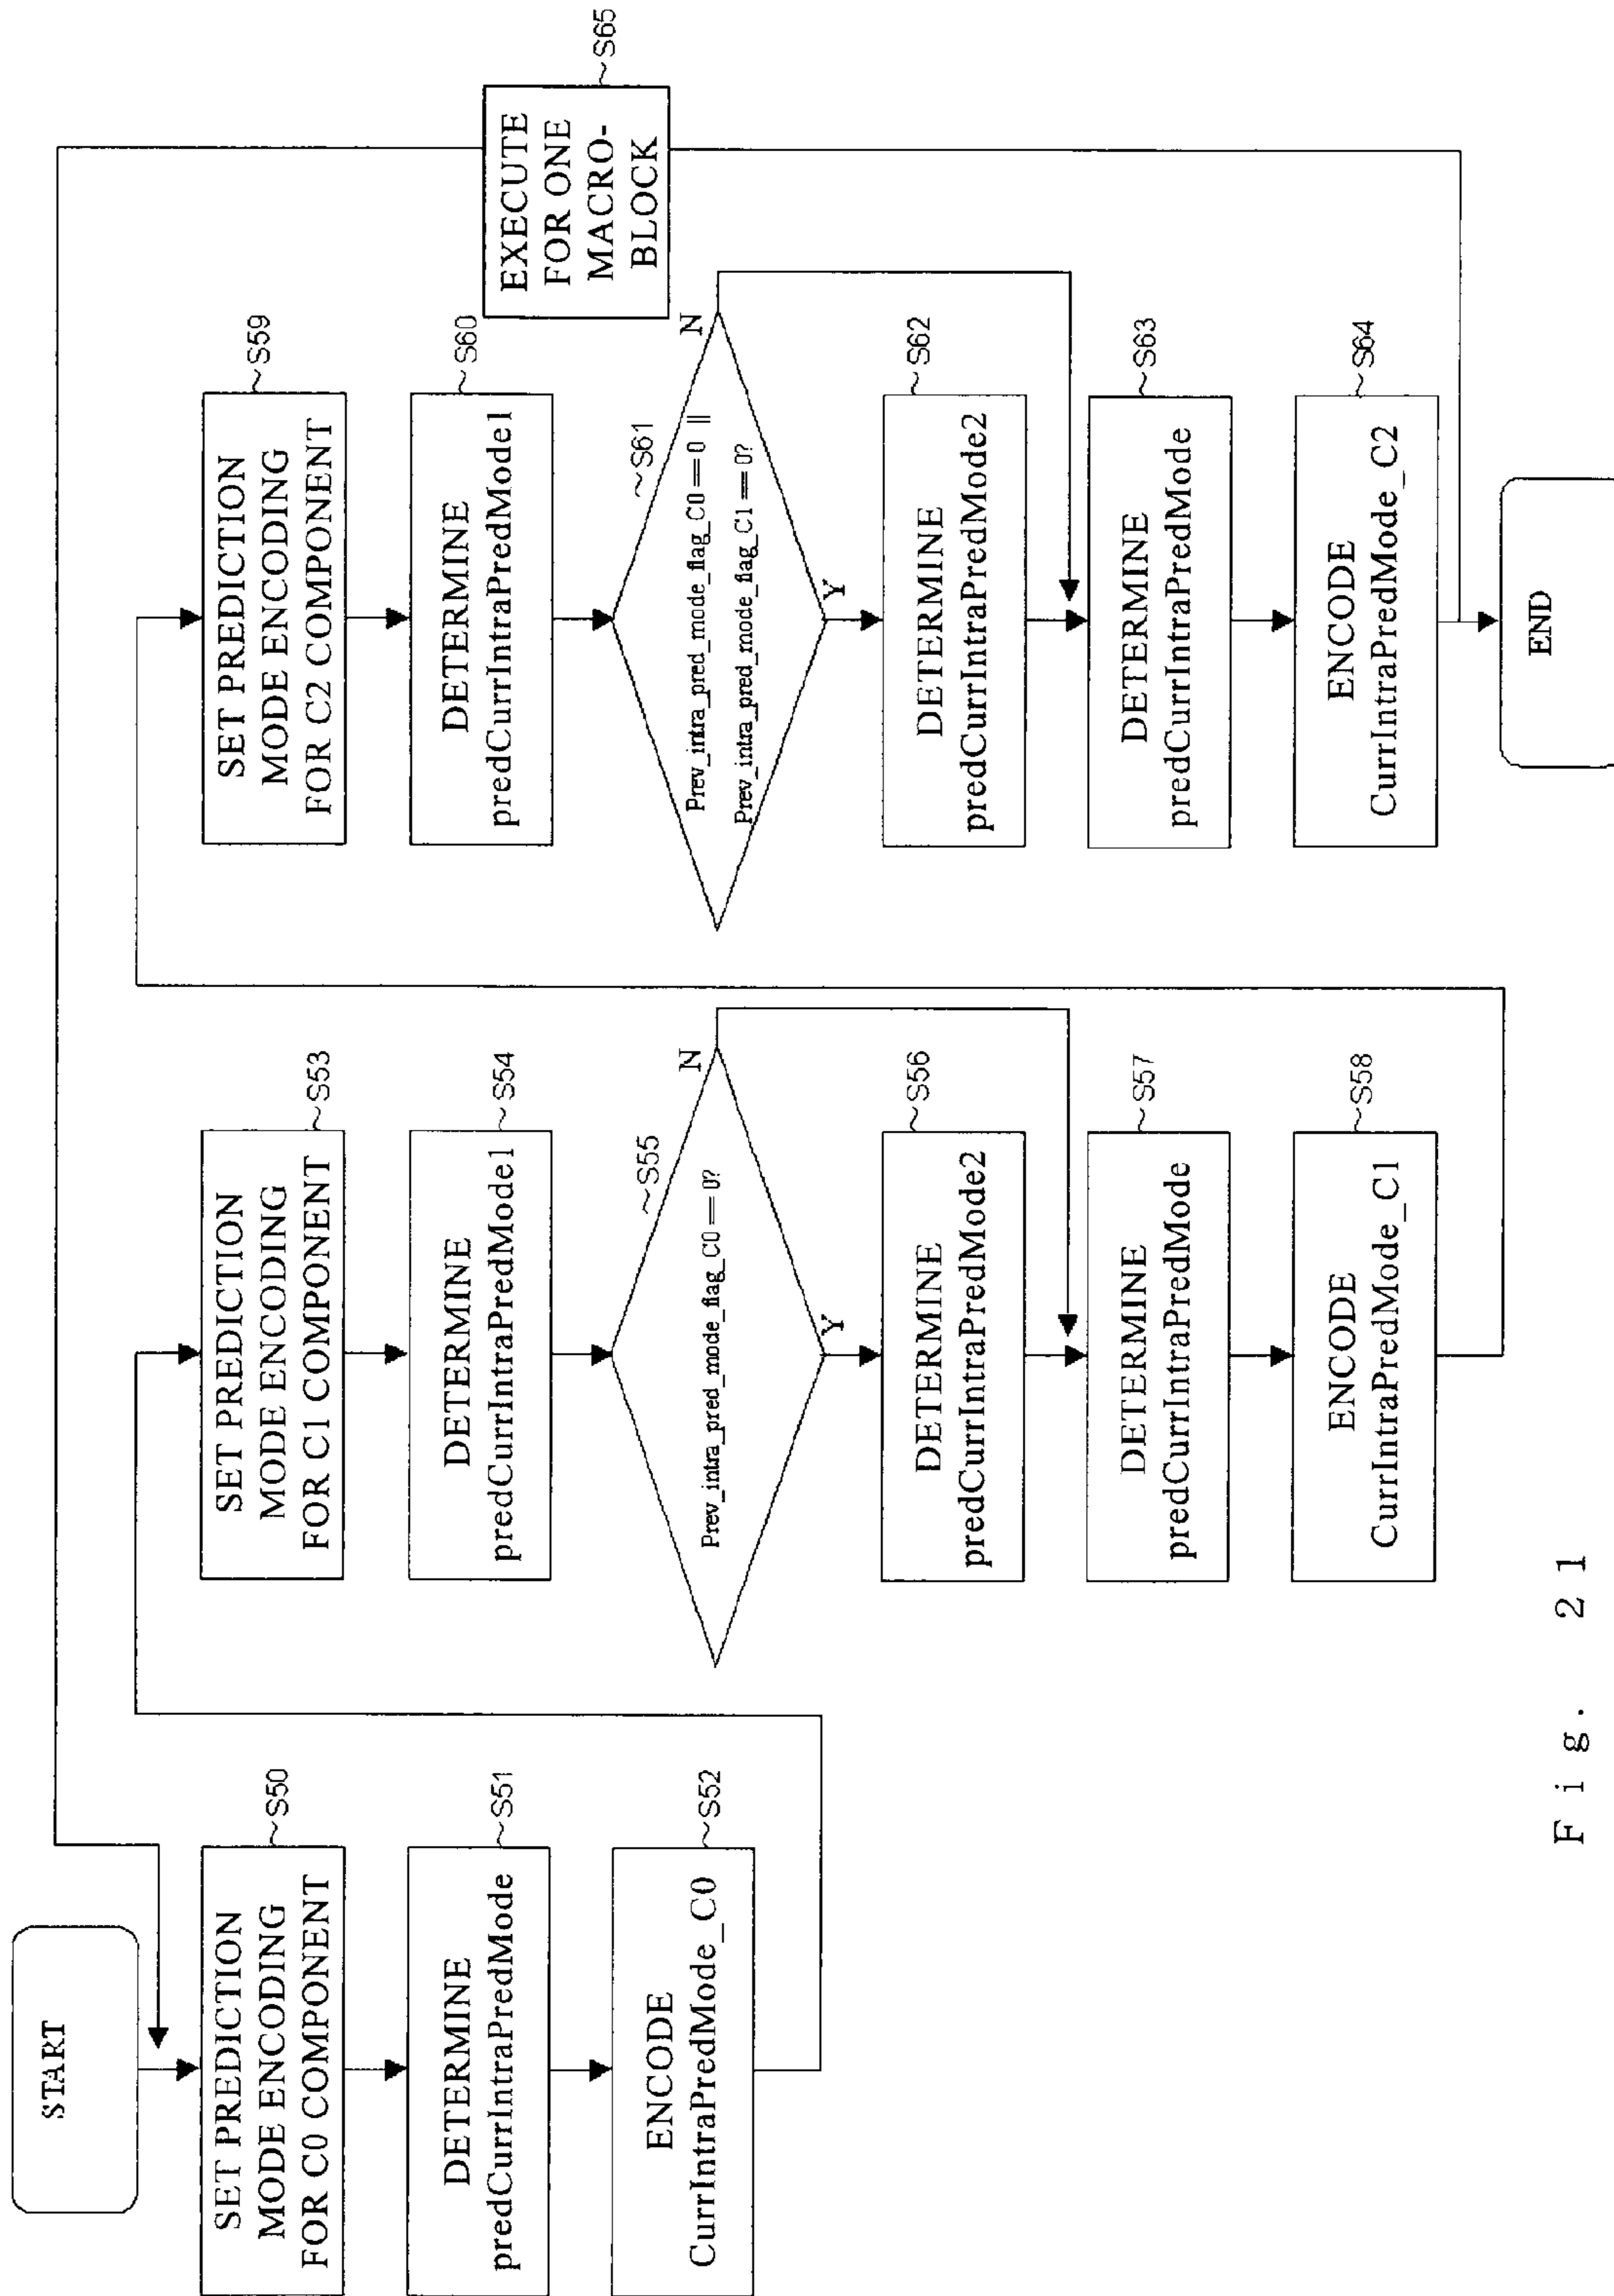 START
SET PREDICTION
MODE ENCODING
FOR C0 COMPONENT
~S50
DETERMINE
predCurrIntraPredMode
~S51
ENCODE
CurrIntraPredMode_C0
~S52
SET PREDICTION
MODE ENCODING
FOR C1 COMPONENT
~S53
DETERMINE
predCurrIntraPredMode1
~S54
~S55
Prev_intra_pred_mode_flag_C0 == 0?
N
Y
DETERMINE
predCurrIntraPredMode2
~S56
DETERMINE
predCurrIntraPredMode
~S57
ENCODE
CurrIntraPredMode_C1
~S58
SET PREDICTION
MODE ENCODING
FOR C2 COMPONENT
~S59
DETERMINE
predCurrIntraPredMode1
~S60
~S61
Prev_intra_pred_mode_flag_C0 == 0 ||
Prev_intra_pred_mode_flag_C1 == 0?
N
Y
DETERMINE
predCurrIntraPredMode2
~S62
DETERMINE
predCurrIntraPredMode
~S63
ENCODE
CurrIntraPredMode_C2
~S64
EXECUTE
FOR ONE
MACRO-
BLOCK
~S65
END
Fig. 21